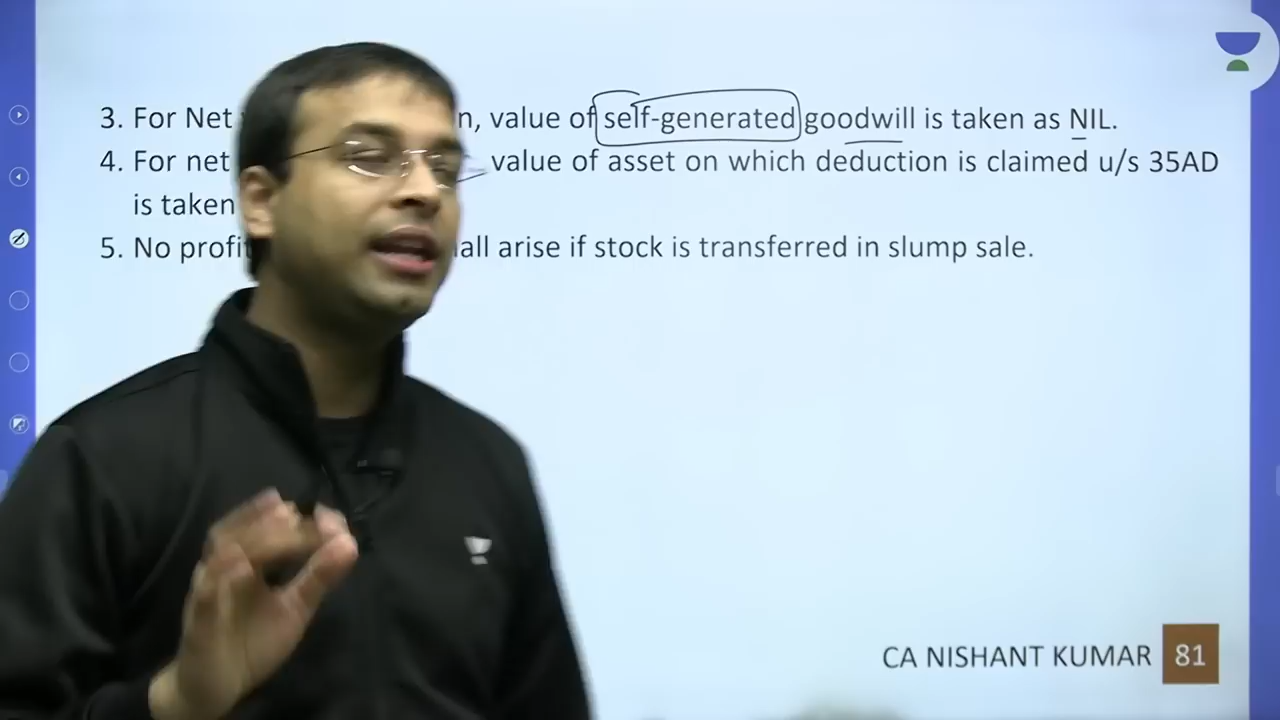 3. For Net n, value of self-generated goodwill is taken as NIL.
4. For net value of asset on which deduction is claimed u/s 35AD
is taken
5. No profit all arise if stock is transferred in slump sale.
CA NISHANT KUMAR 81